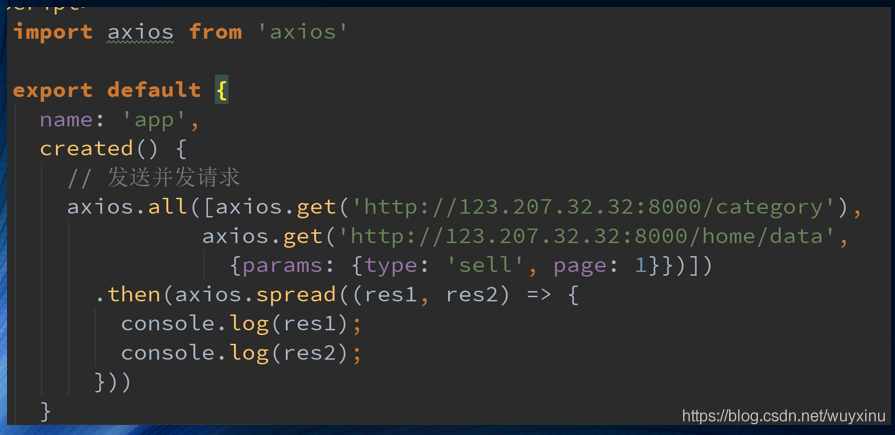 import axios from 'axios'
export default {
name: 'app',
created() {
// 发送并发请求
axios.all([axios.get('http://123.207.32.32:8000/category'),
axios.get('http://123.207.32.32:8000/home/data',
{params: {type: 'sell', page: 1}})])
.then(axios.spread((res1, res2) => {
console.log(res1);
console.log(res2);
}))
}
https://blog.csdn.net/wuyxinu